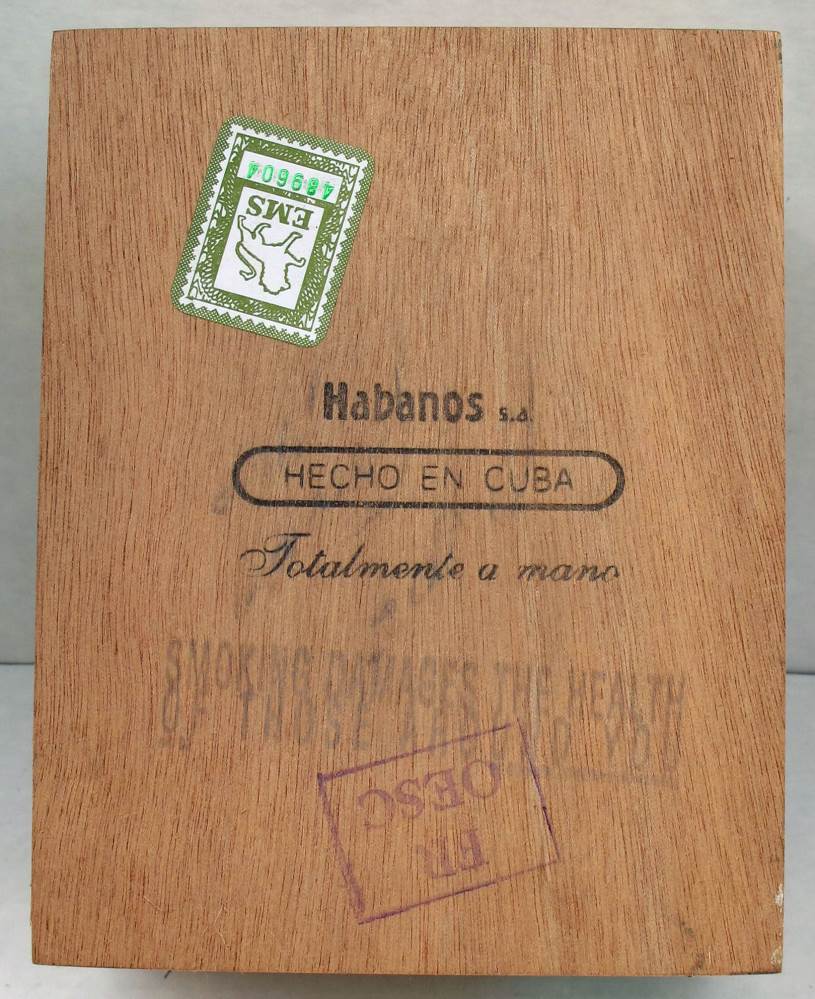 489604
EMS
Habanos s.a.
HECHO EN CUBA
Totalmente a mano
SMOKING DAMAGES THE HEALTH
OF THOSE AROUND YOU
FR
OESC